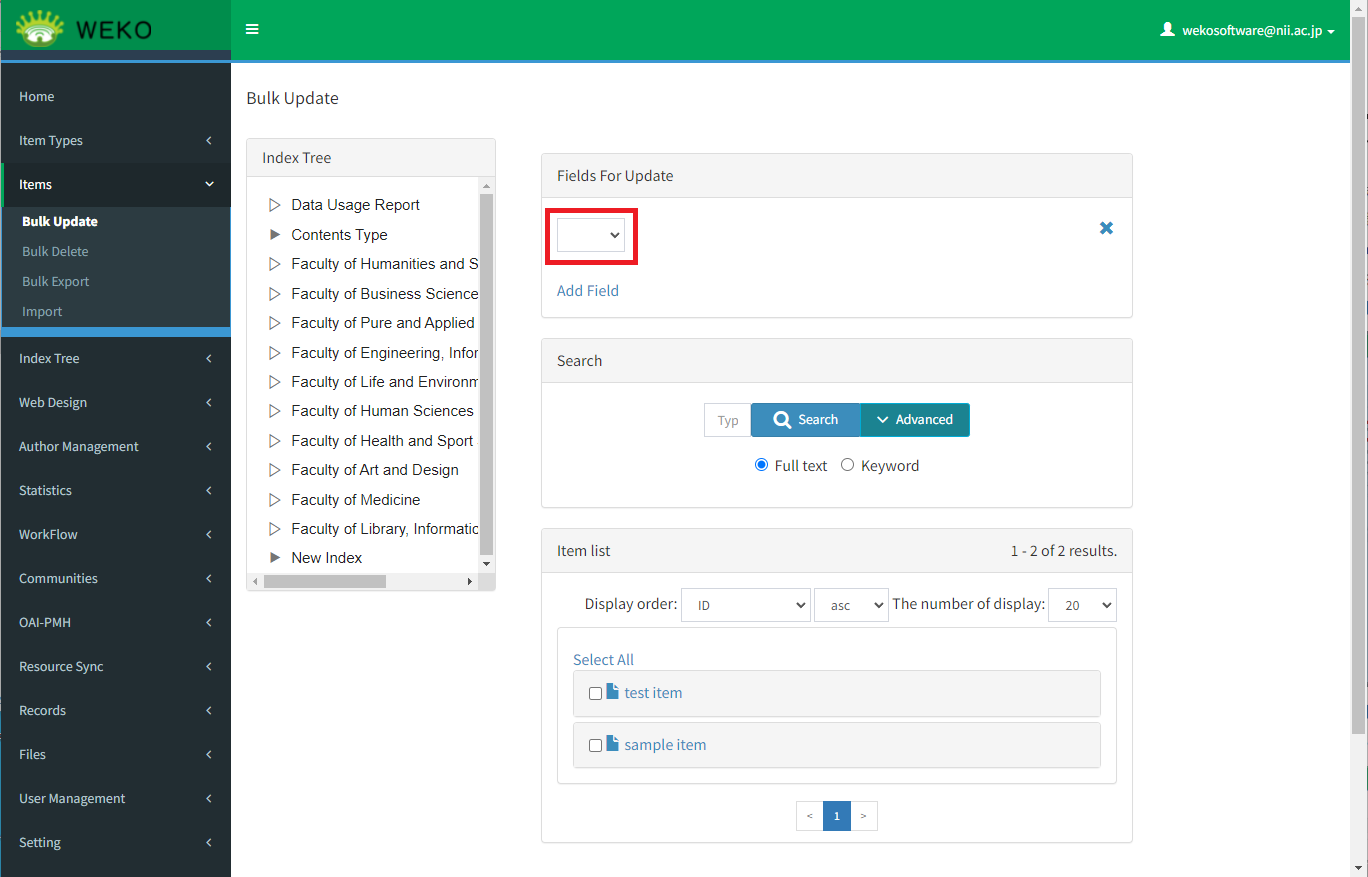 WEKO
wekosoftware@nii.ac.jp
Home
Item Types
Items
Bulk Update
Bulk Delete
Bulk Export
Import
Index Tree
Web Design
Author Management
Statistics
WorkFlow
Communities
OAI-PMH
Resource Sync
Records
Files
User Management
Setting
Bulk Update
Index Tree
Data Usage Report
Contents Type
Faculty of Humanities and S
Faculty of Business Science
Faculty of Pure and Applied
Faculty of Engineering, Infor
Faculty of Life and Environm
Faculty of Human Sciences
Faculty of Health and Sport
Faculty of Art and Design
Faculty of Medicine
Faculty of Library, Informatio
New Index
Fields For Update
Add Field
Search
Typ Search Advanced
Full text Keyword
Item list 1 - 2 of 2 results.
Display order: ID asc The number of display: 20
Select All
test item
sample item
< 1 >